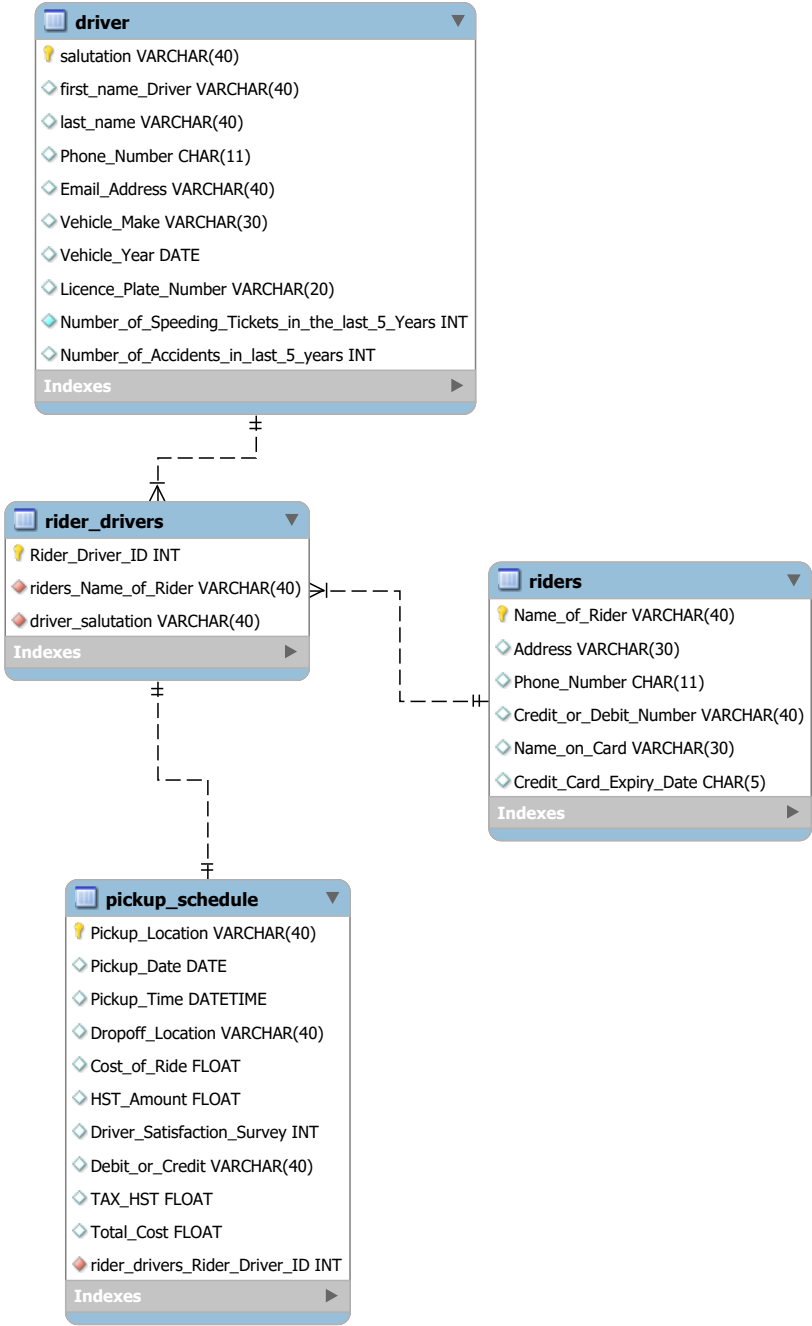 driver
salutation VARCHAR(40)
first_name_Driver VARCHAR(40)
last_name VARCHAR(40)
Phone_Number CHAR(11)
Email_Address VARCHAR(40)
Vehicle_Make VARCHAR(30)
Vehicle_Year DATE
Licence_Plate_Number VARCHAR(20)
Number_of_Speeding_Tickets_in_the_last_5_Years INT
Number_of_Accidents_in_last_5_years INT
Indexes
rider_drivers
Rider_Driver_ID INT
riders_Name_of_Rider VARCHAR(40)
driver_salutation VARCHAR(40)
Indexes
riders
Name_of_Rider VARCHAR(40)
Address VARCHAR(30)
Phone_Number CHAR(11)
Credit_or_Debit_Number VARCHAR(40)
Name_on_Card VARCHAR(30)
Credit_Card_Expiry_Date CHAR(5)
Indexes
pickup_schedule
Pickup_Location VARCHAR(40)
Pickup_Date DATE
Pickup_Time DATETIME
Dropoff_Location VARCHAR(40)
Cost_of_Ride FLOAT
HST_Amount FLOAT
Driver_Satisfaction_Survey INT
Debit_or_Credit VARCHAR(40)
TAX_HST FLOAT
Total_Cost FLOAT
rider_drivers_Rider_Driver_ID INT
Indexes